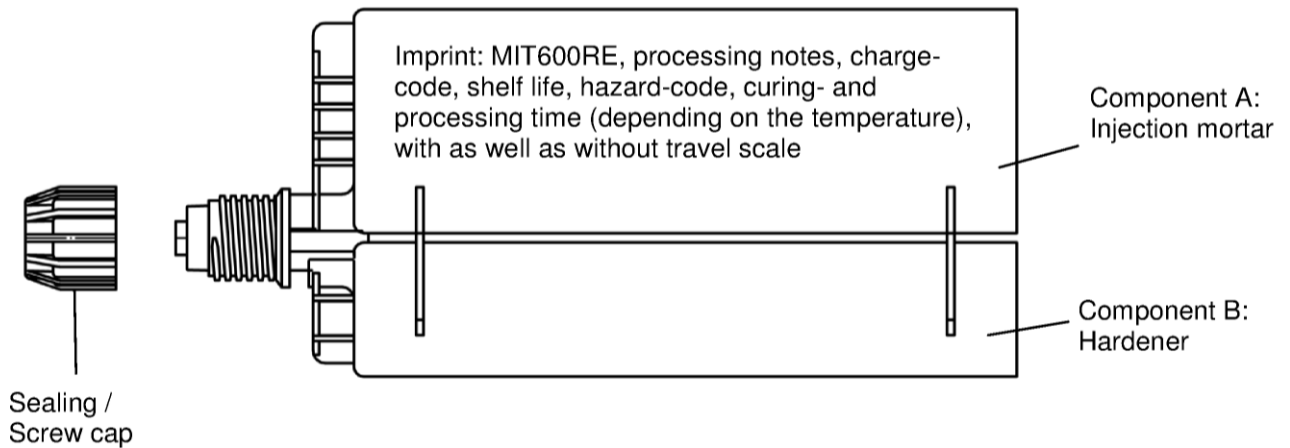 Imprint: MIT600RE, processing notes, charge-
code, shelf life, hazard-code, curing- and
processing time (depending on the temperature),
with as well as without travel scale
Component A:
Injection mortar
Component B:
Hardener
Sealing /
Screw cap